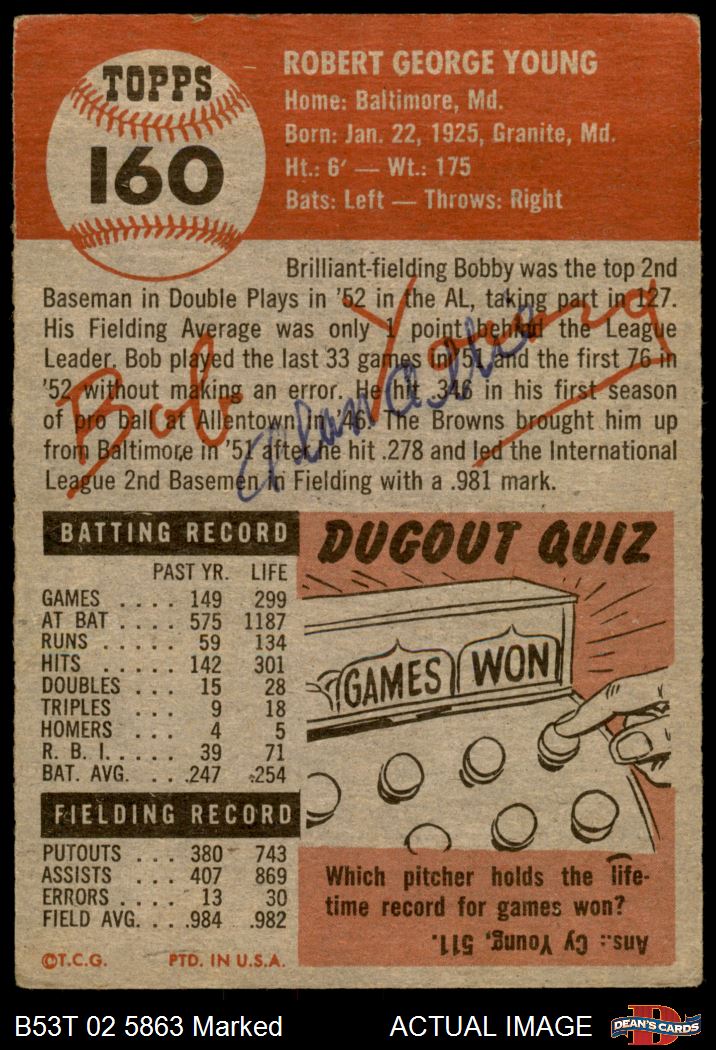 TOPPS
160
ROBERT GEORGE YOUNG
Home: Baltimore, Md.
Born: Jan. 22, 1925, Granite, Md.
Ht.: 6' — Wt.: 175
Bats: Left — Throws: Right
Brilliant-fielding Bobby was the top 2nd
Baseman in Double Plays in '52 in the AL, taking part in 127.
His Fielding Average was only 1 point behind the League
Leader. Bob played the last 33 games in '51 and the first 76 in
'52 without making an error. He hit .346 in his first season
of pro ball at Allentown in '46. The Browns brought him up
from Baltimore in '51 after he hit .278 and led the International
League 2nd Basemen in Fielding with a .981 mark.
Bob Young
BATTING RECORD
PAST YR. LIFE
GAMES .... 149 299
AT BAT .... 575 1187
RUNS .... 59 134
HITS ..... 142 301
DOUBLES ... 15 28
TRIPLES ... 9 18
HOMERS ... 4 5
R. B. I. .... 39 71
BAT. AVG. ... .247 .254
FIELDING RECORD
PUTOUTS ... 380 743
ASSISTS ... 407 869
ERRORS .... 13 30
FIELD AVG. ... .984 .982
©T.C.G. PTD. IN U.S.A.
DUGOUT QUIZ
GAMES WON
Which pitcher holds the life-
time record for games won?
Ans.: Cy Young, 511.
B53T 02 5863 Marked
ACTUAL IMAGE
DEAN'S CARDS